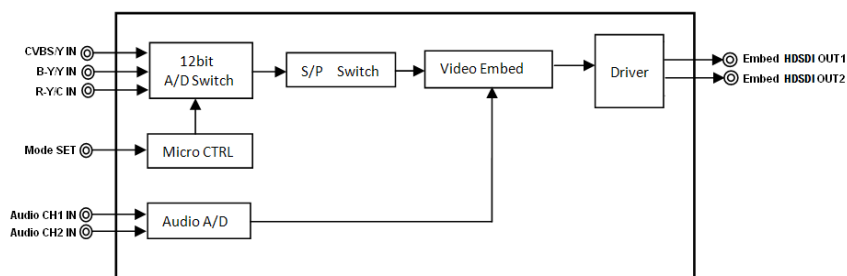 CVBS/Y IN
B-Y/Y IN
R-Y/C IN
12bit
A/D Switch
S/P Switch
Video Embed
Driver
Embed HDSDI OUT1
Embed HDSDI OUT2
Mode SET
Micro CTRL
Audio CH1 IN
Audio CH2 IN
Audio A/D